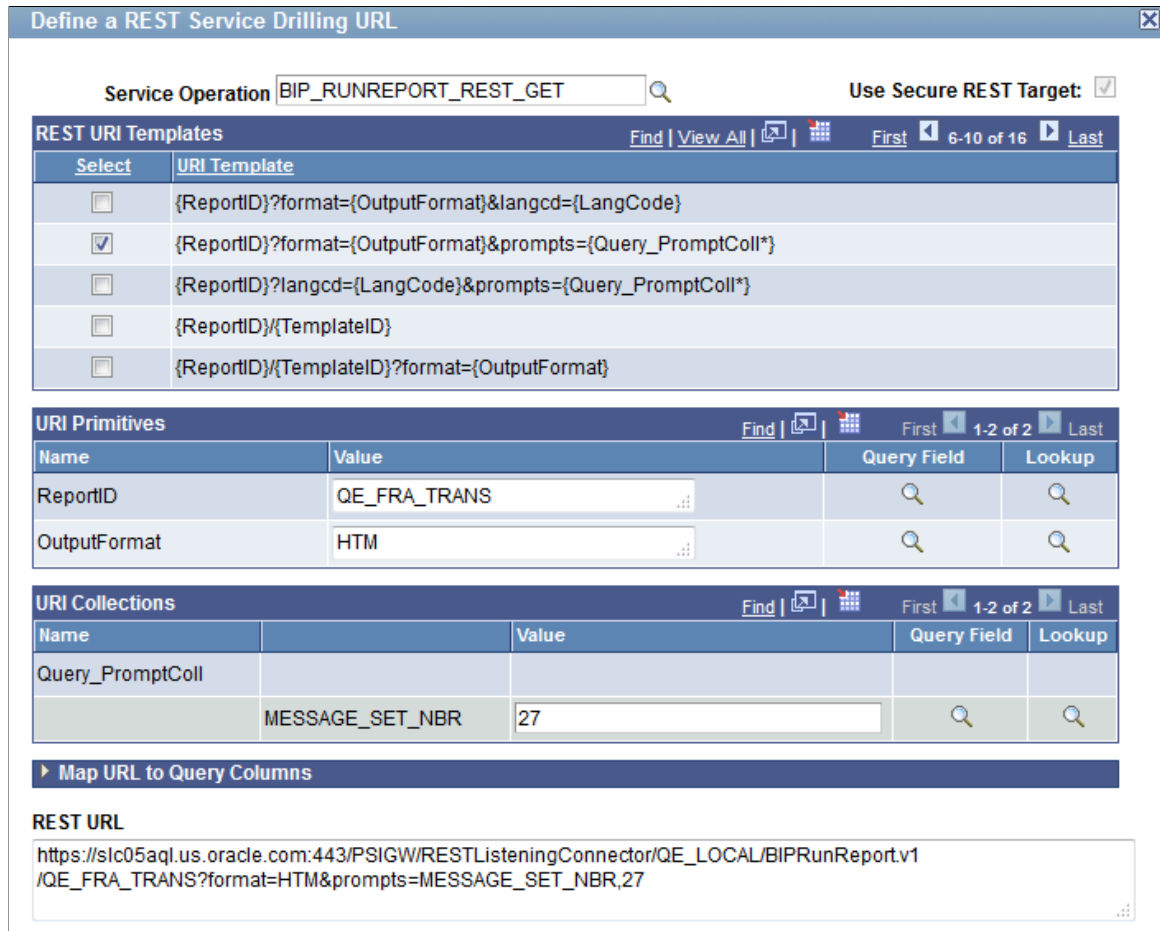 Define a REST Service Drilling URL
Service Operation BIP_RUNREPORT_REST_GET Use Secure REST Target:
REST URI Templates Find | View All | | First 6-10 of 16 Last
Select URI Template
{ReportID}?format={OutputFormat}&langcd={LangCode}
{ReportID}?format={OutputFormat}&prompts={Query_PromptColl*}
{ReportID}?langcd={LangCode}&prompts={Query_PromptColl*}
{ReportID}/{TemplateID}
{ReportID}/{TemplateID}?format={OutputFormat}
URI Primitives Find | | First 1-2 of 2 Last
Name Value Query Field Lookup
ReportID QE_FRA_TRANS
OutputFormat HTM
URI Collections Find | | First 1-2 of 2 Last
Name Value Query Field Lookup
Query_PromptColl
MESSAGE_SET_NBR 27
Map URL to Query Columns
REST URL
https://slc05aql.us.oracle.com:443/PSIGW/RESTListeningConnector/QE_LOCAL/BIPRunReport.v1
/QE_FRA_TRANS?format=HTM&prompts=MESSAGE_SET_NBR,27